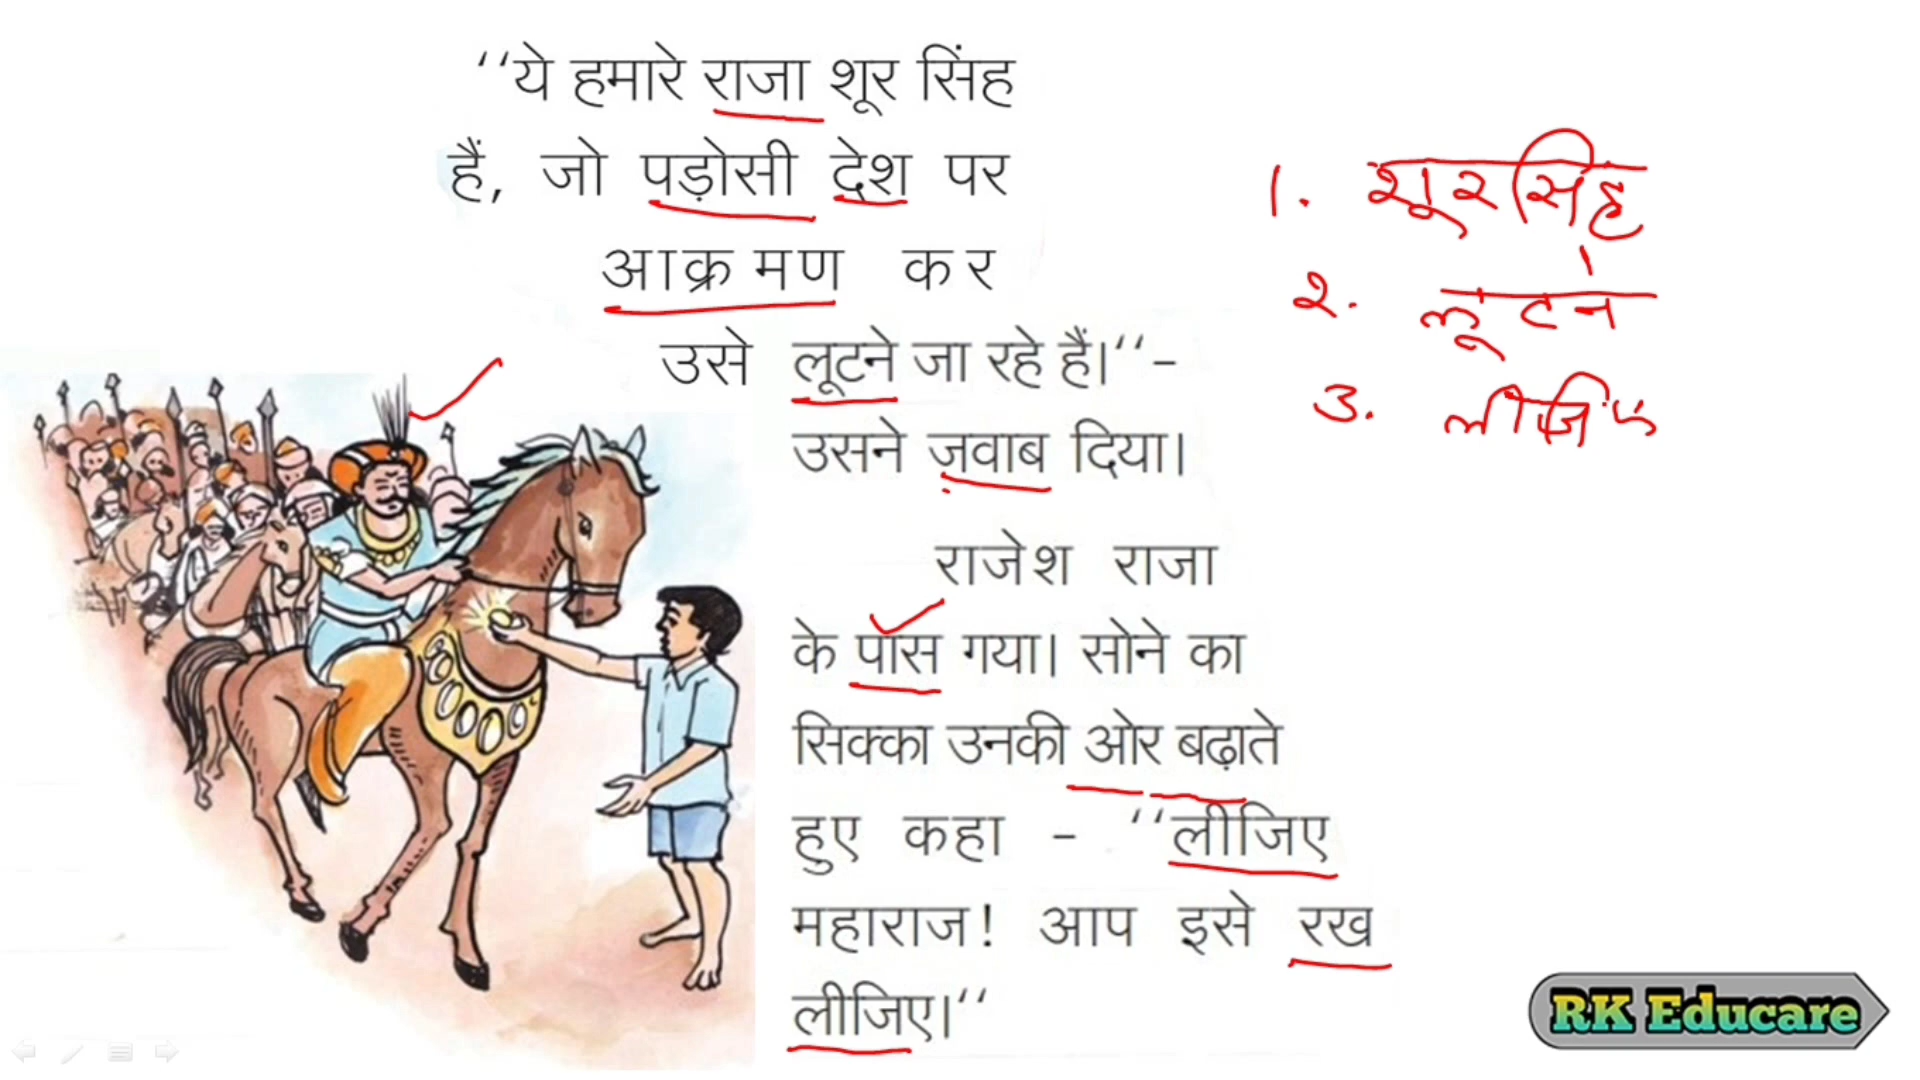 ‘‘ये हमारे राजा शूर सिंह
हैं, जो पड़ोसी देश पर
आक्रमण कर
उसे लूटने जा रहे हैं।‘‘-
उसने ज़वाब दिया।
राजेश राजा
के पास गया। सोने का
सिक्का उनकी ओर बढ़ाते
हुए कहा - ‘‘लीजिए
महाराज! आप इसे रख
लीजिए।‘‘
1. शूरसिंह
२. लूटने
3. लीजिए
RK Educare